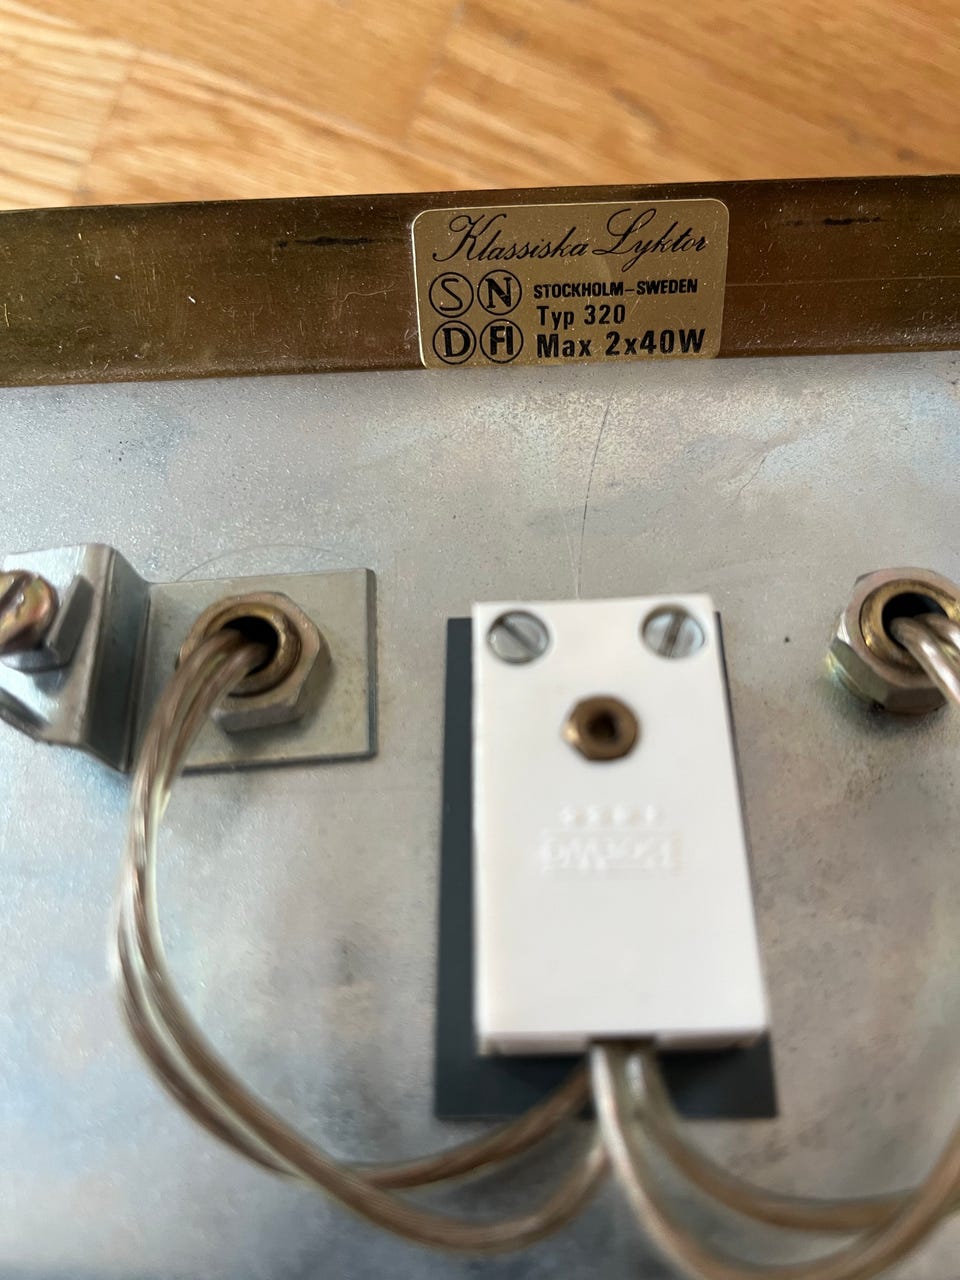 Klassiska Lyktor
S N STOCKHOLM-SWEDEN
Typ 320
D FI Max 2x40W